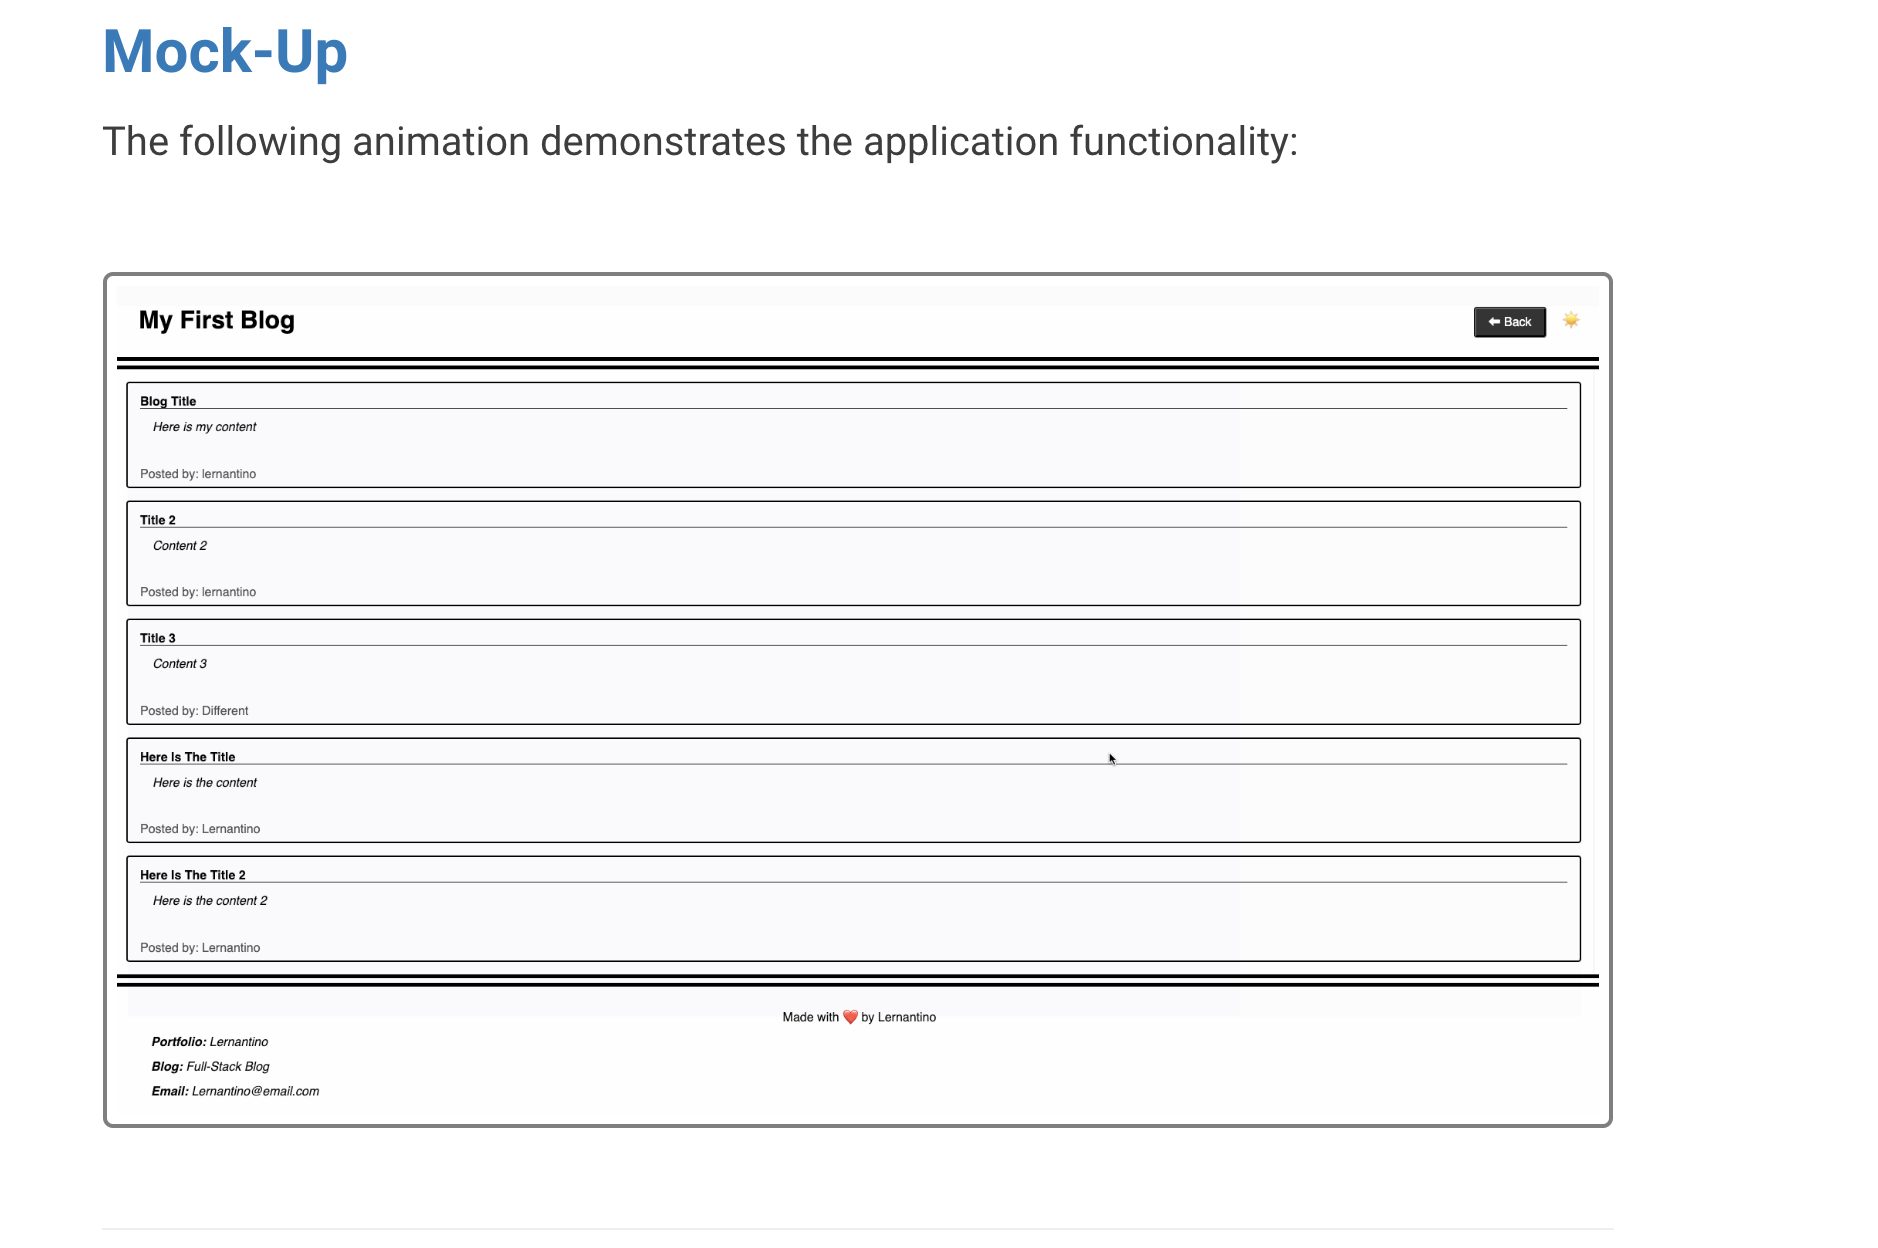 Mock-Up
The following animation demonstrates the application functionality:
My First Blog
Back
Blog Title
Here is my content
Posted by: lernantino
Title 2
Content 2
Posted by: lernantino
Title 3
Content 3
Posted by: Different
Here Is The Title
Here is the content
Posted by: Lernantino
Here Is The Title 2
Here is the content 2
Posted by: Lernantino
Made with ❤️ by Lernantino
Portfolio: Lernantino
Blog: Full-Stack Blog
Email: Lernantino@email.com